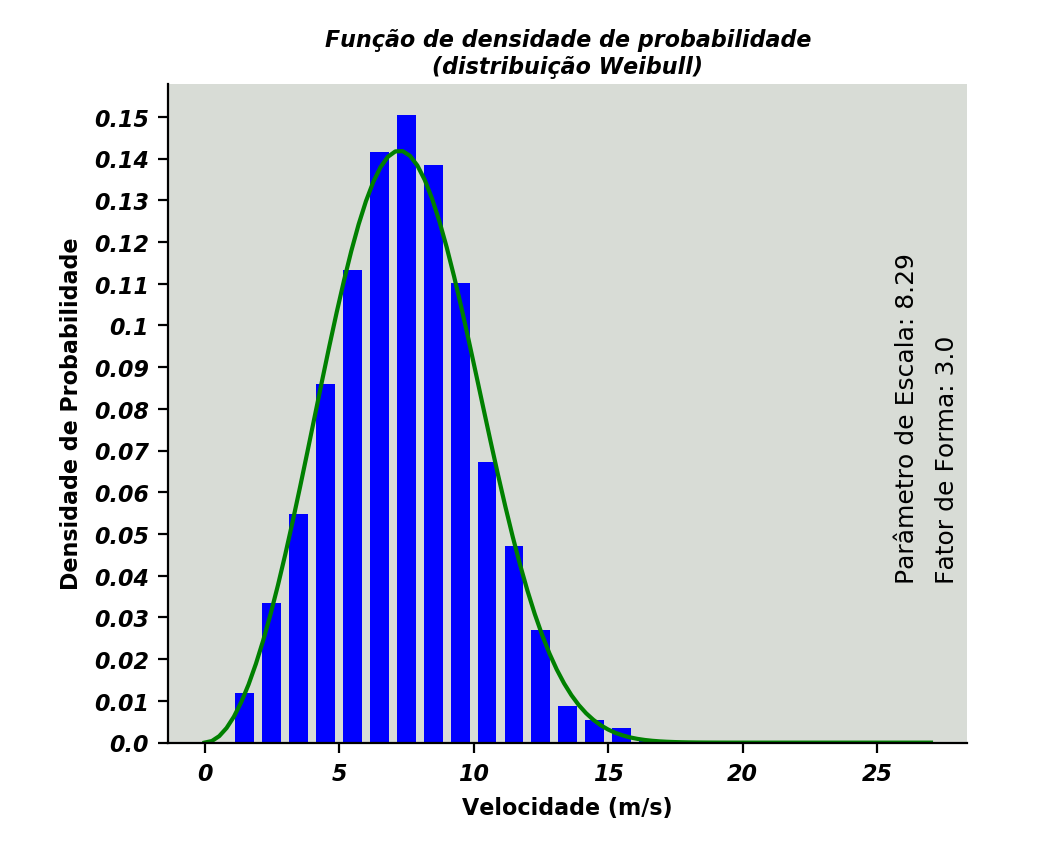 Função de densidade de probabilidade
(distribuição Weibull)
Densidade de Probabilidade
0.15
0.14
0.13
0.12
0.11
0.1
0.09
0.08
0.07
0.06
0.05
0.04
0.03
0.02
0.01
0.0
0 5 10 15 20 25
Velocidade (m/s)
Parâmetro de Escala: 8.29
Fator de Forma: 3.0